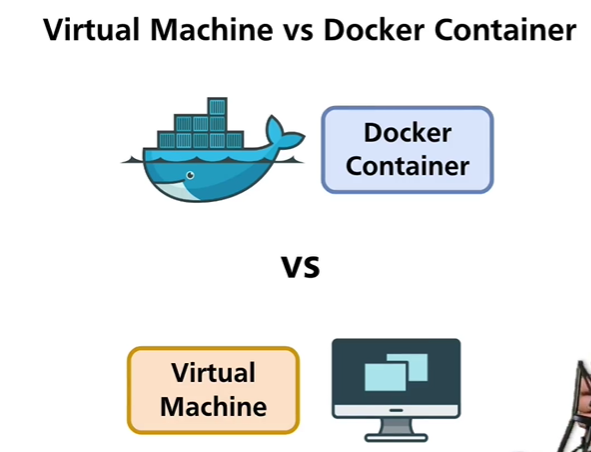 Virtual Machine vs Docker Container
Docker
Container
vs
Virtual
Machine